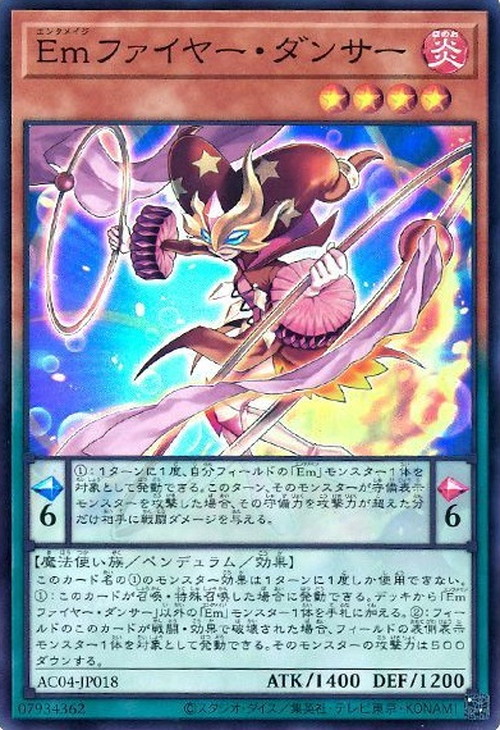 エンタメイジ
Emファイヤー・ダンサー
ほのお
炎
①:1ターンに1度、自分フィールドの「Em」モンスター1体を
対象として発動できる。このターン、そのモンスターが守備表示
モンスターを攻撃した場合、その守備力を攻撃力が超えた分
だけ相手に戦闘ダメージを与える。
6
6
【魔法使い族/ペンデュラム/効果】
このカード名の①のモンスター効果は1ターンに1度しか使用できない。
①:このカードが召喚・特殊召喚した場合に発動できる。デッキから「Em
ファイヤー・ダンサー」以外の「Em」モンスター1体を手札に加える。②:フィ
ールドのこのカードが戦闘・効果で破壊された場合、フィールドの表側表示
モンスター1体を対象として発動できる。そのモンスターの攻撃力は600
ダウンする。
AC04-JP018
ATK/1400 DEF/1200
07934362
©スタジオ・ダイス/集英社・テレビ東京・KONAMI